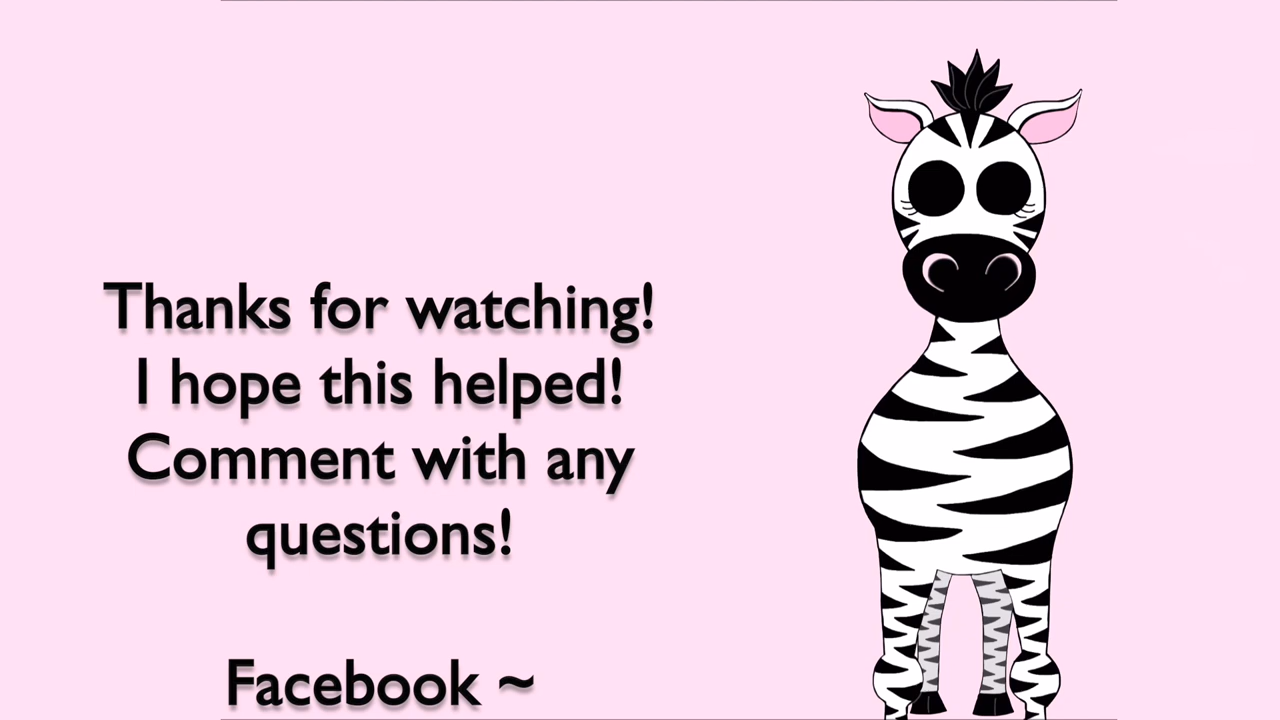 Thanks for watching!
I hope this helped!
Comment with any
questions!
Facebook ~